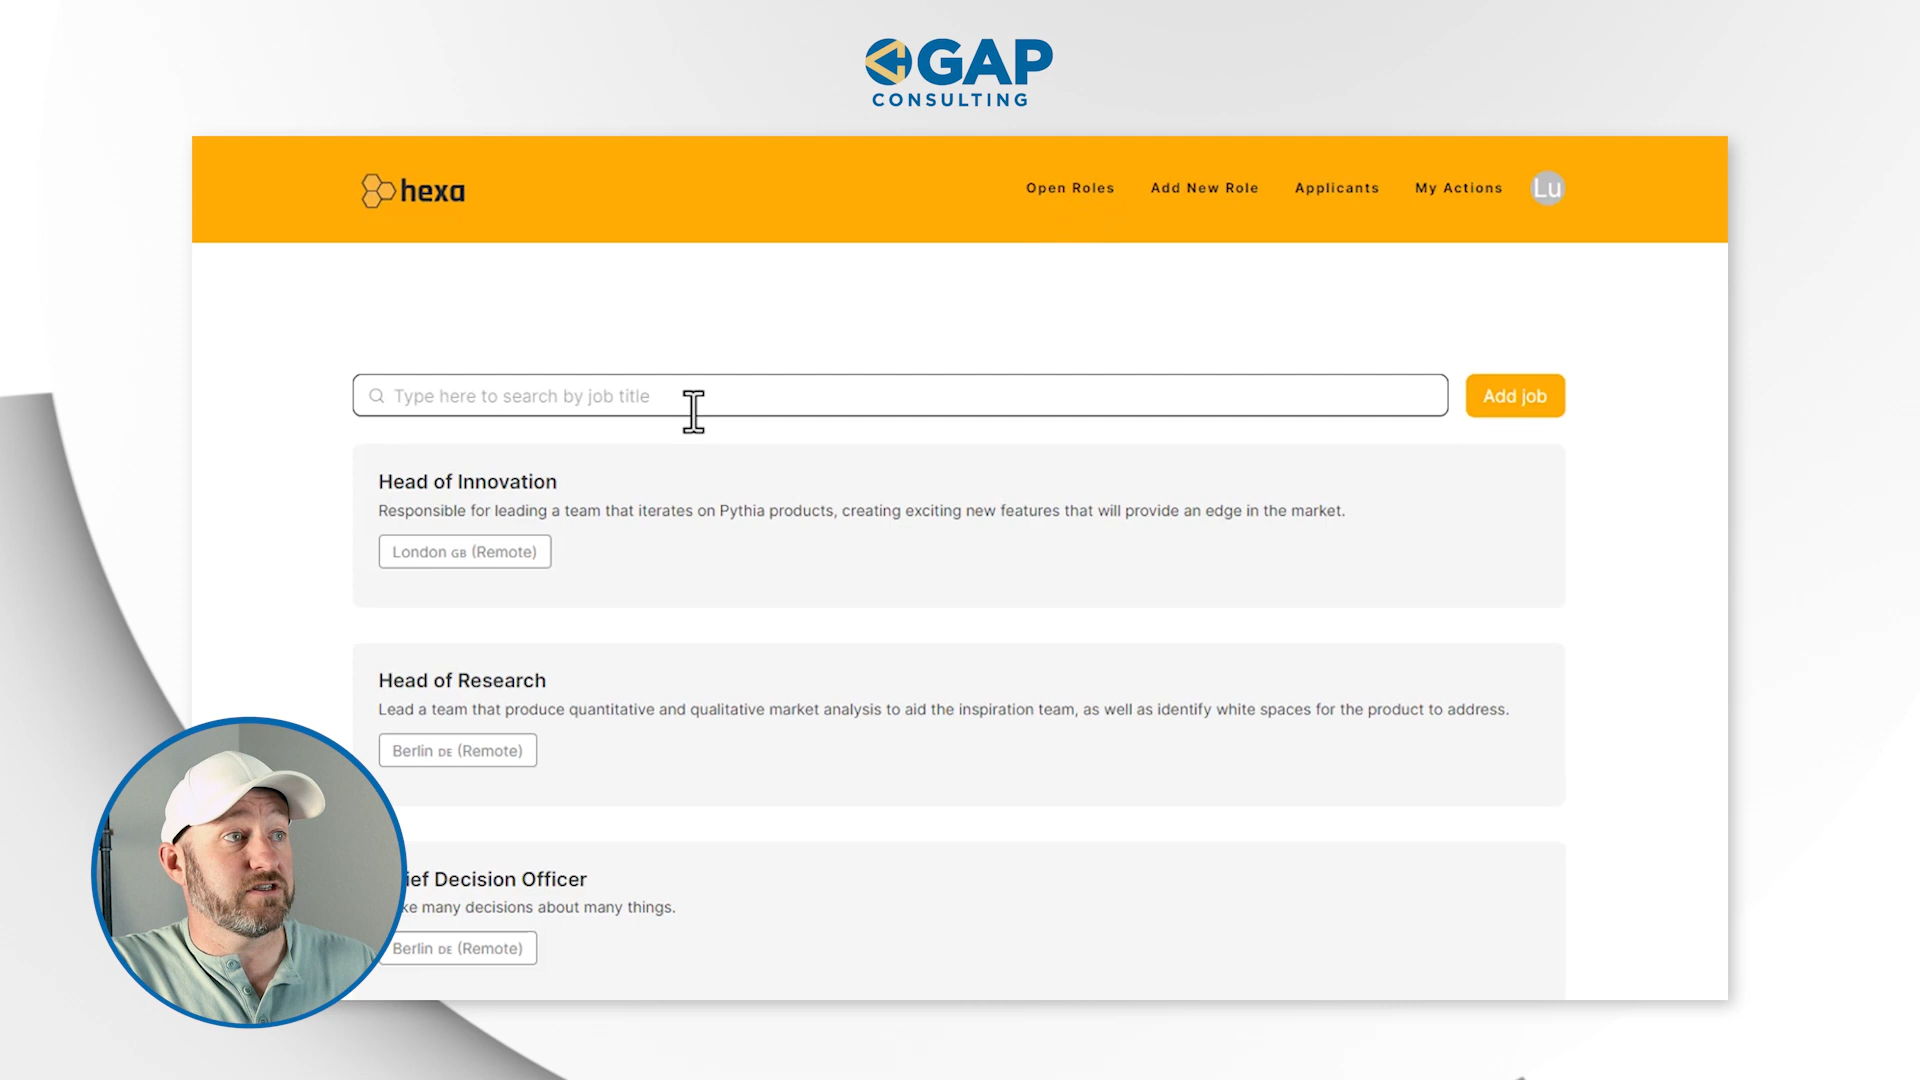 GAP
CONSULTING
hexa
Open Roles
Add New Role
Applicants
My Actions
Lu
Type here to search by job title
Add job
Head of Innovation
Responsible for leading a team that iterates on Pythia products, creating exciting new features that will provide an edge in the market.
London GB (Remote)
Head of Research
Lead a team that produce quantitative and qualitative market analysis to aid the inspiration team, as well as identify white spaces for the product to address.
Berlin DE (Remote)
ief Decision Officer
ke many decisions about many things.
Berlin DE (Remote)